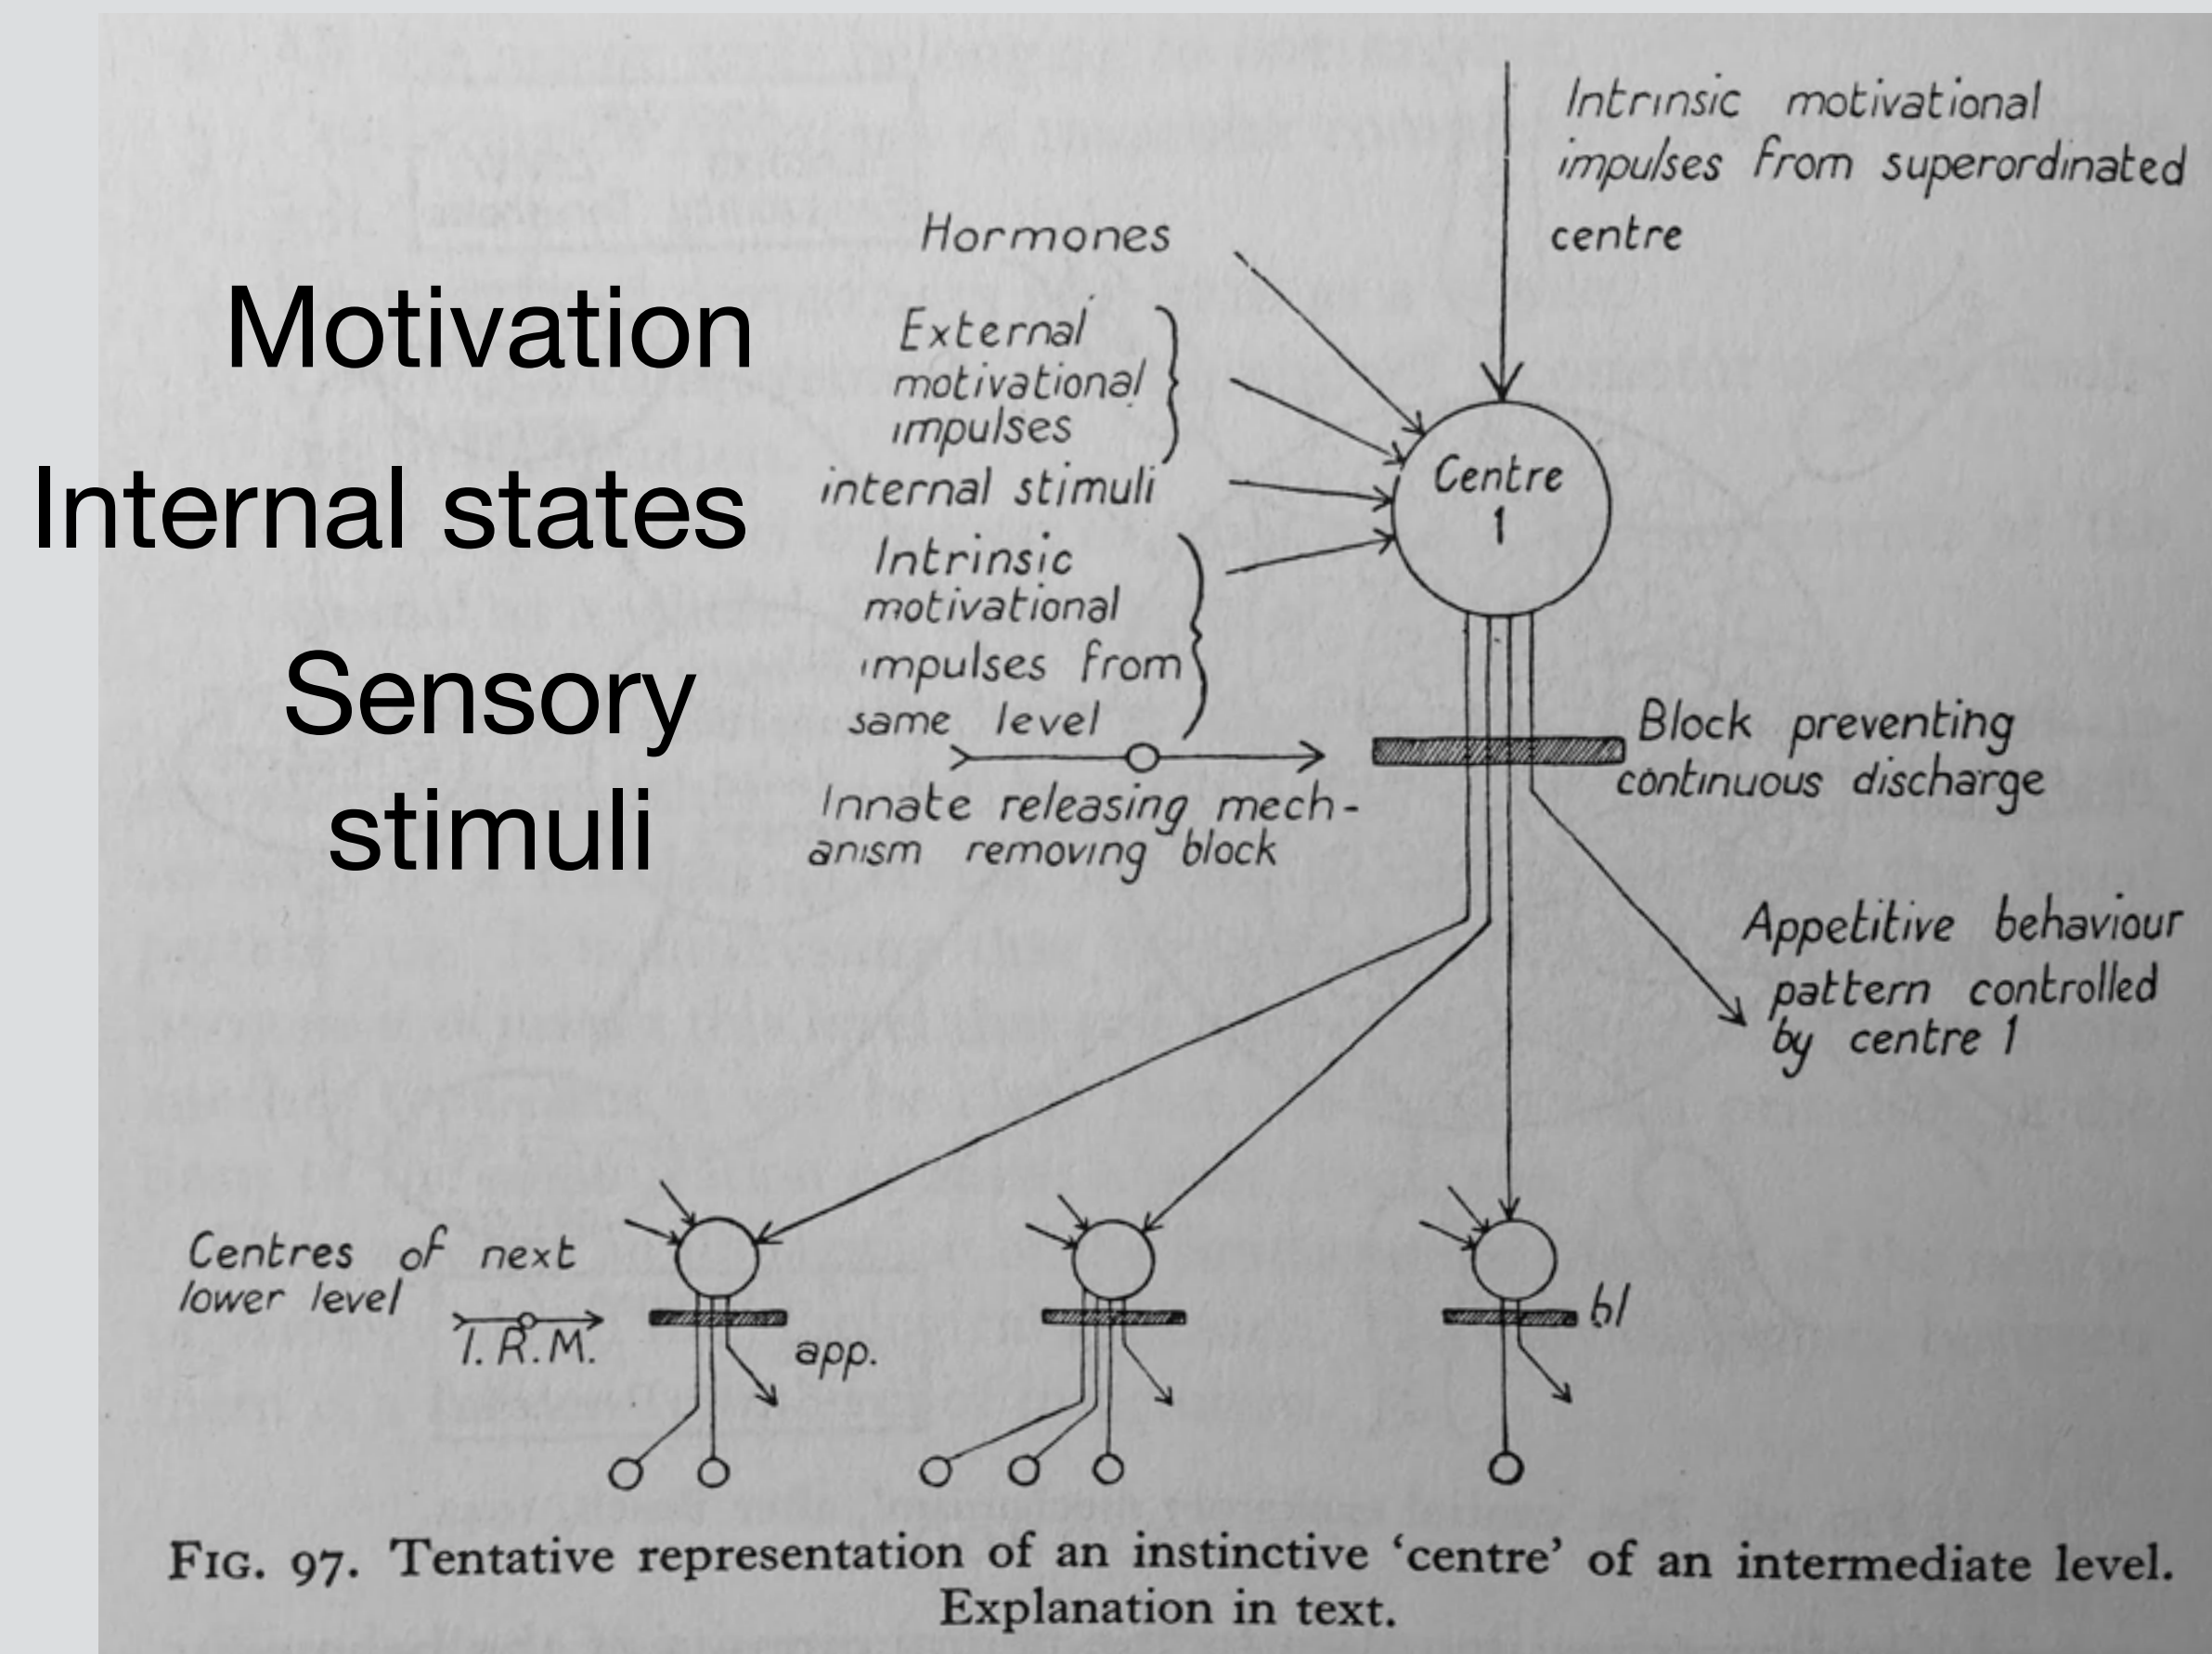 Intrinsic motivational
impulses from superordinated
centre
Hormones
External
motivational
impulses
internal stimuli
Intrinsic
motivational
impulses from
same level
Centre
1
Motivation
Internal states
Sensory
stimuli
Block preventing
continuous discharge
Innate releasing mech-
anism removing block
Appetitive behaviour
pattern controlled
by centre 1
Centres of next
lower level
I.R.M.
app.
bl
FIG. 97. Tentative representation of an instinctive ‘centre’ of an intermediate level.
Explanation in text.